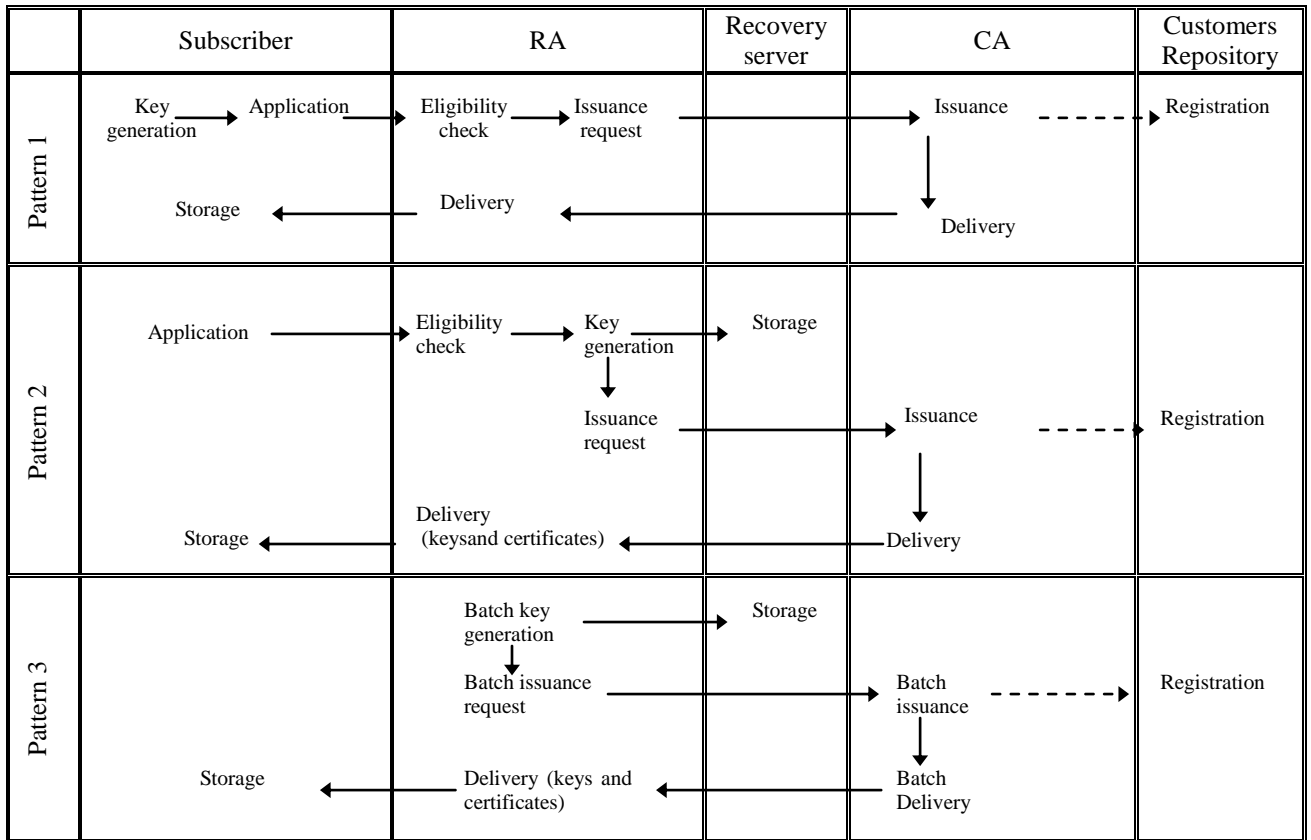 Subscriber
RA
Recovery
server
CA
Customers
Repository
Pattern 1
Key
generation
Application
Eligibility
check
Issuance
request
Issuance
Registration
Storage
Delivery
Delivery
Pattern 2
Application
Eligibility
check
Key
generation
Storage
Issuance
request
Issuance
Registration
Storage
Delivery
(keysand certificates)
Delivery
Pattern 3
Batch key
generation
Storage
Batch issuance
request
Batch
issuance
Registration
Storage
Delivery (keys and
certificates)
Batch
Delivery